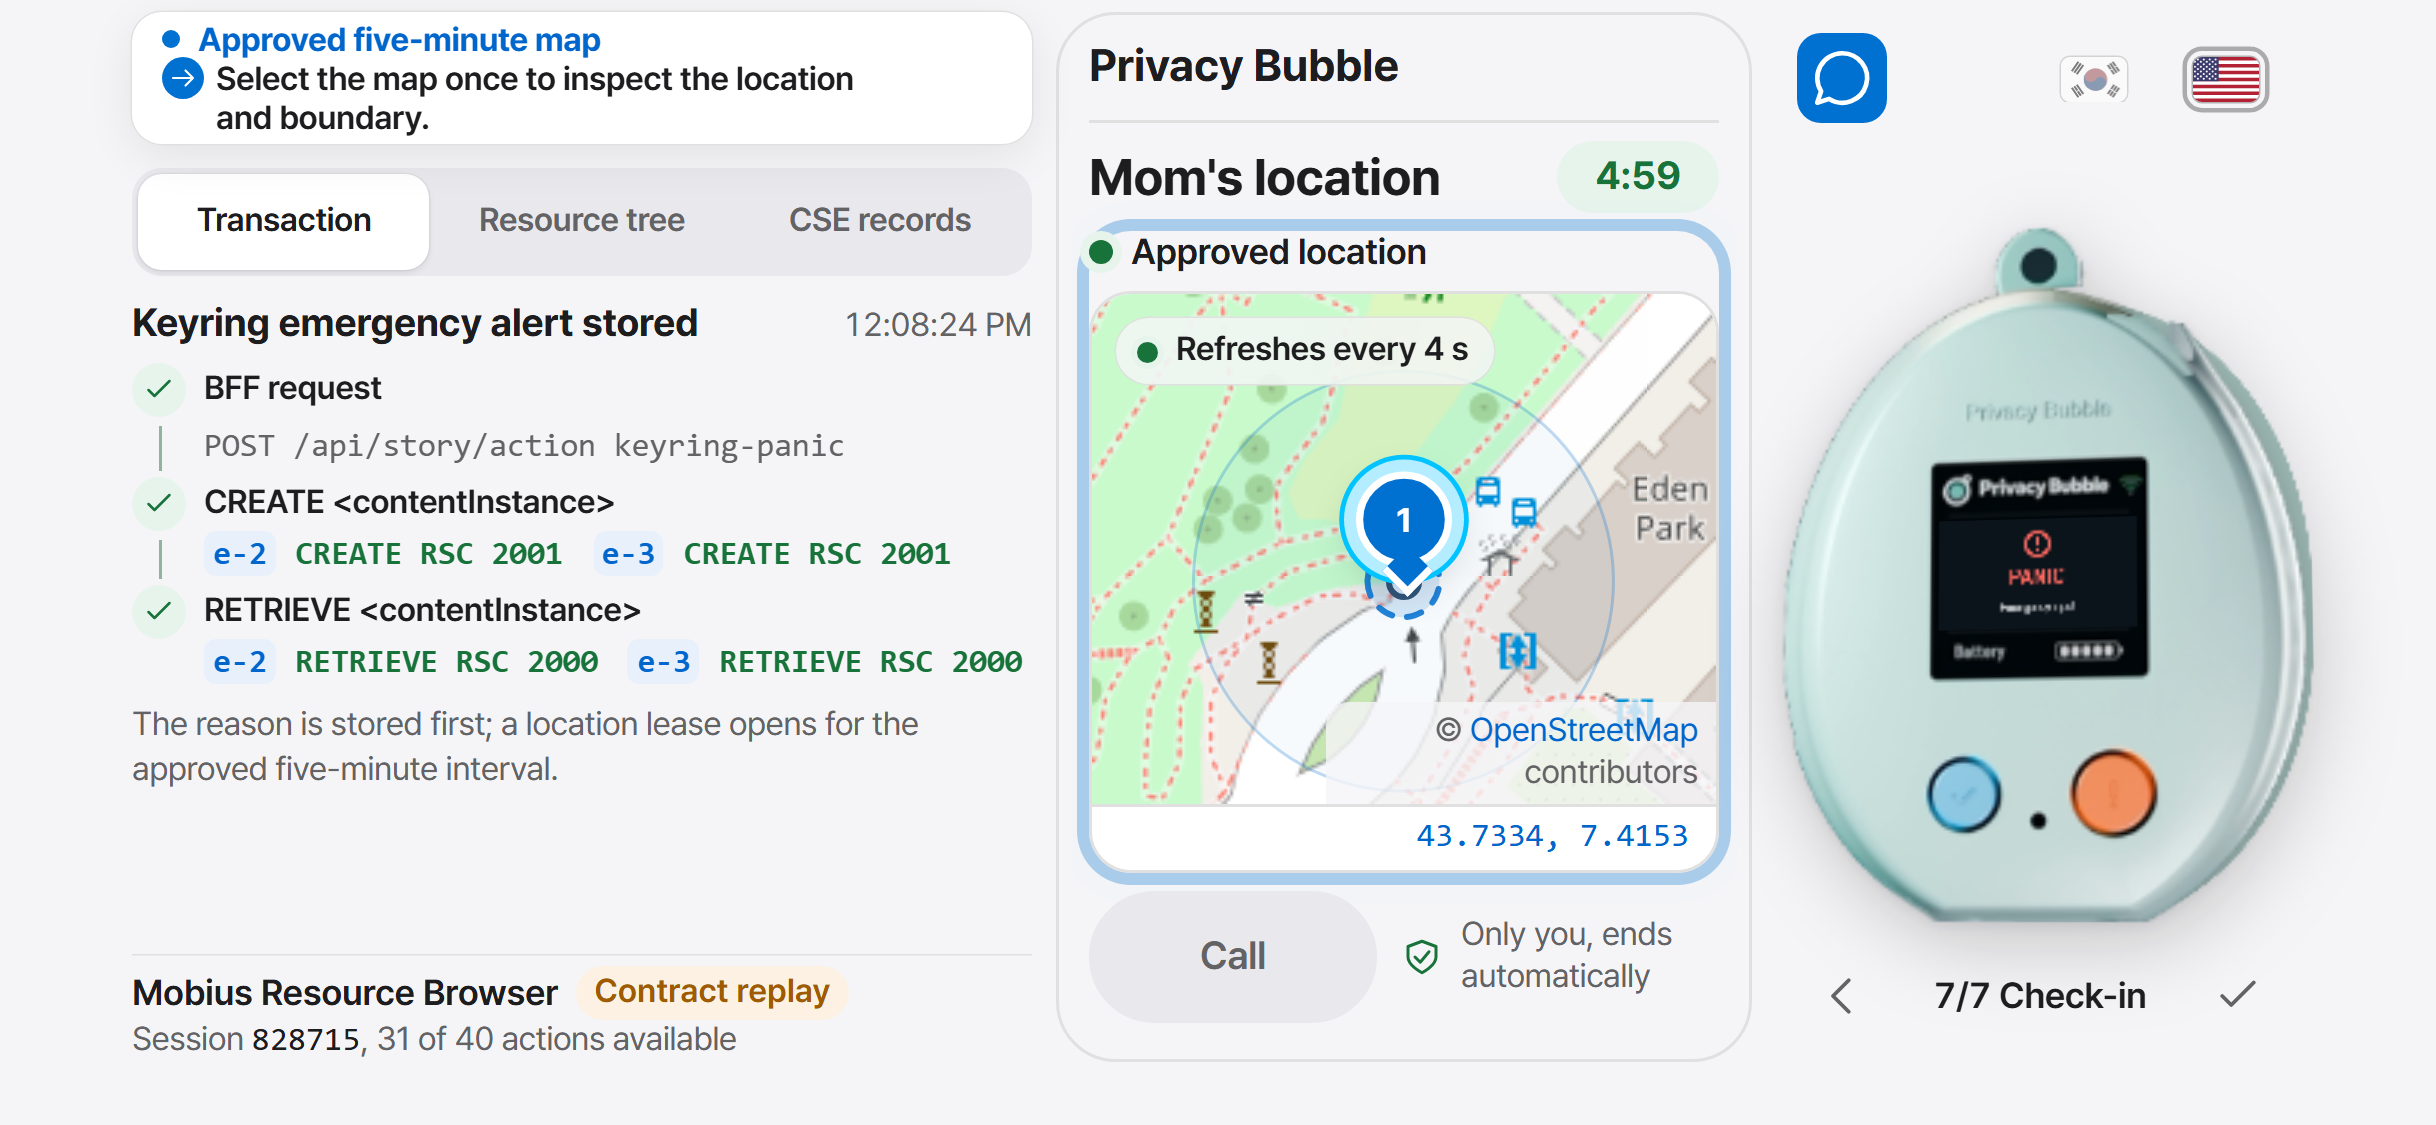 Approved five-minute map
Select the map once to inspect the location
and boundary.
Transaction
Resource tree
CSE records
Keyring emergency alert stored
12:08:24 PM
BFF request
POST /api/story/action keyring-panic
CREATE <contentInstance>
e-2 CREATE RSC 2001 e-3 CREATE RSC 2001
RETRIEVE <contentInstance>
e-2 RETRIEVE RSC 2000 e-3 RETRIEVE RSC 2000
The reason is stored first; a location lease opens for the
approved five-minute interval.
Mobius Resource Browser Contract replay
Session 828715, 31 of 40 actions available
Privacy Bubble
Mom's location
4:59
Approved location
Refreshes every 4 s
1
Eden
Park
© OpenStreetMap
contributors
43.7334, 7.4153
Call
Only you, ends
automatically
Privacy Bubble
Privacy Bubble
PANIC
Battery
7/7 Check-in